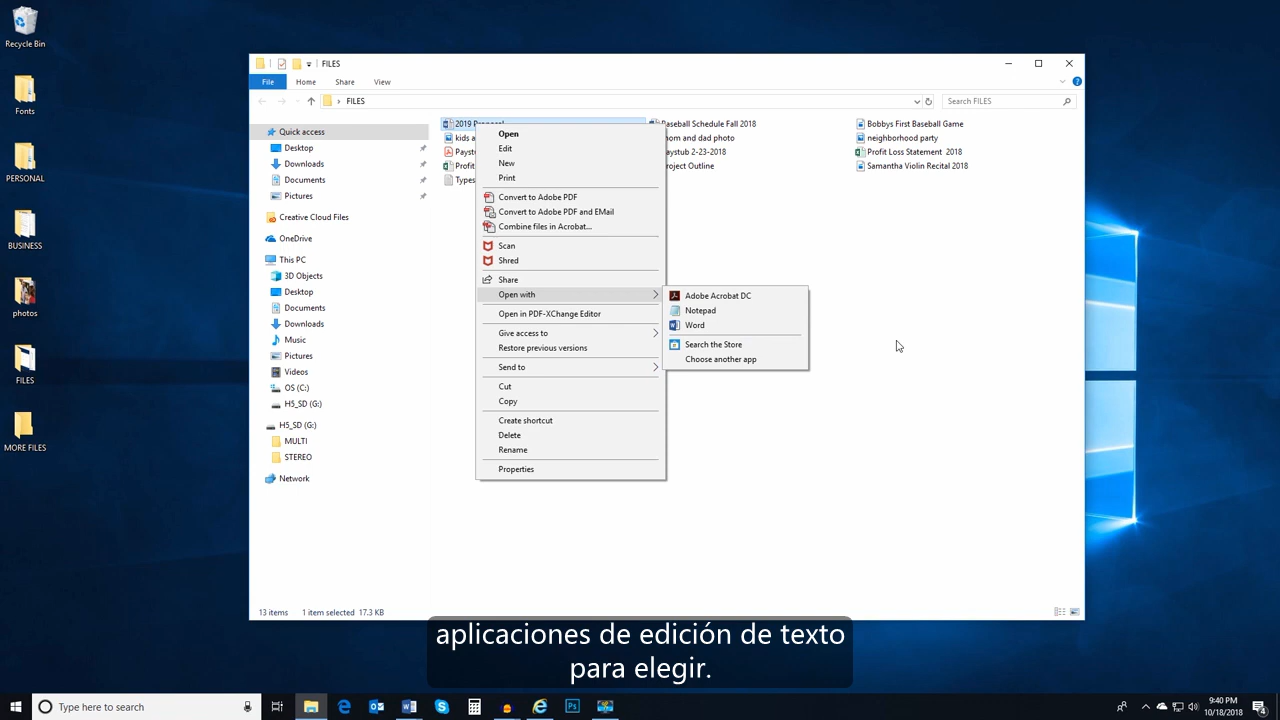 Recycle Bin
Fonts
PERSONAL
BUSINESS
photos
FILES
MORE FILES
FILES
File Home Share View
FILES
Search FILES
Quick access
Desktop
Downloads
Documents
Pictures
Creative Cloud Files
OneDrive
This PC
3D Objects
Desktop
Documents
Downloads
Music
Pictures
Videos
OS (C:)
H5_SD (G:)
H5_SD (G:)
MULTI
STEREO
Network
2019 Proposal
kids a
Payst
Profit
Types
Baseball Schedule Fall 2018
mom and dad photo
Paystub 2-23-2018
Project Outline
Bobbys First Baseball Game
neighborhood party
Profit Loss Statement 2018
Samantha Violin Recital 2018
Open
Edit
New
Print
Convert to Adobe PDF
Convert to Adobe PDF and EMail
Combine files in Acrobat...
Scan
Shred
Share
Open with
Open in PDF-XChange Editor
Give access to
Restore previous versions
Send to
Cut
Copy
Create shortcut
Delete
Rename
Properties
Adobe Acrobat DC
Notepad
Word
Search the Store
Choose another app
13 items 1 item selected 17.3 KB
aplicaciones de edición de texto
para elegir.
Type here to search
9:40 PM
10/18/2018